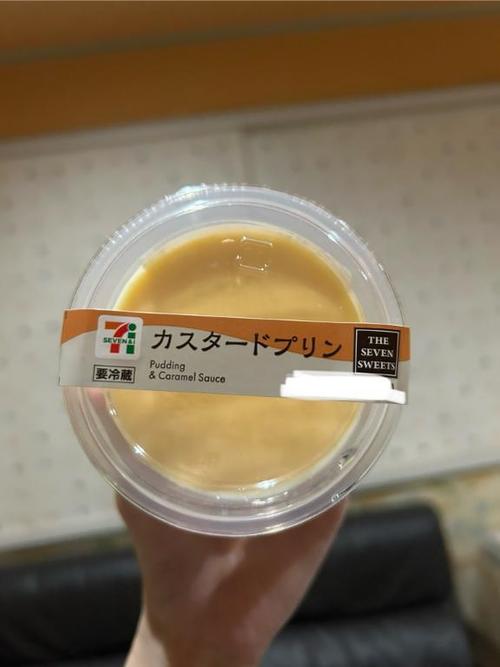 SEVEN & i
カスタードプリン
要冷蔵
Pudding
& Caramel Sauce
THE
SEVEN
SWEETS